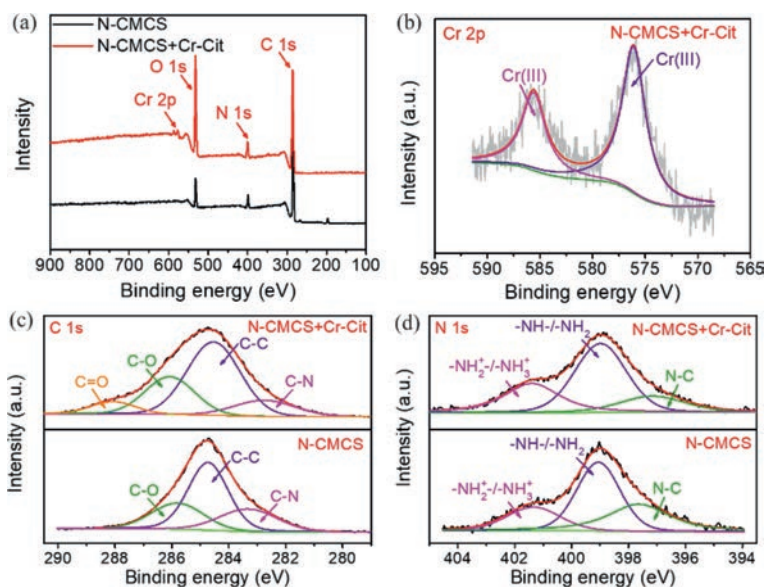 (a)
N-CMCS
N-CMCS+Cr-Cit
C 1s
O 1s
Cr 2p
N 1s
Intensity
900 800 700 600 500 400 300 200 100
Binding energy (eV)
(b)
Cr 2p
N-CMCS+Cr-Cit
Cr(III)
Cr(III)
Intensity (a.u.)
595 590 585 580 575 570 565
Binding energy (eV)
(c)
C 1s
N-CMCS+Cr-Cit
C-C
C-O
C=O
C-N
N-CMCS
C-C
C-O
C-N
Intensity (a.u.)
290 288 286 284 282 280
Binding energy (eV)
(d)
N 1s
-NH-/-NH₂
N-CMCS+Cr-Cit
-NH₂⁺-/-NH₃⁺
N-C
N-CMCS
-NH-/-NH₂
-NH₂⁺-/-NH₃⁺
N-C
Intensity (a.u.)
404 402 400 398 396 394
Binding energy (eV)